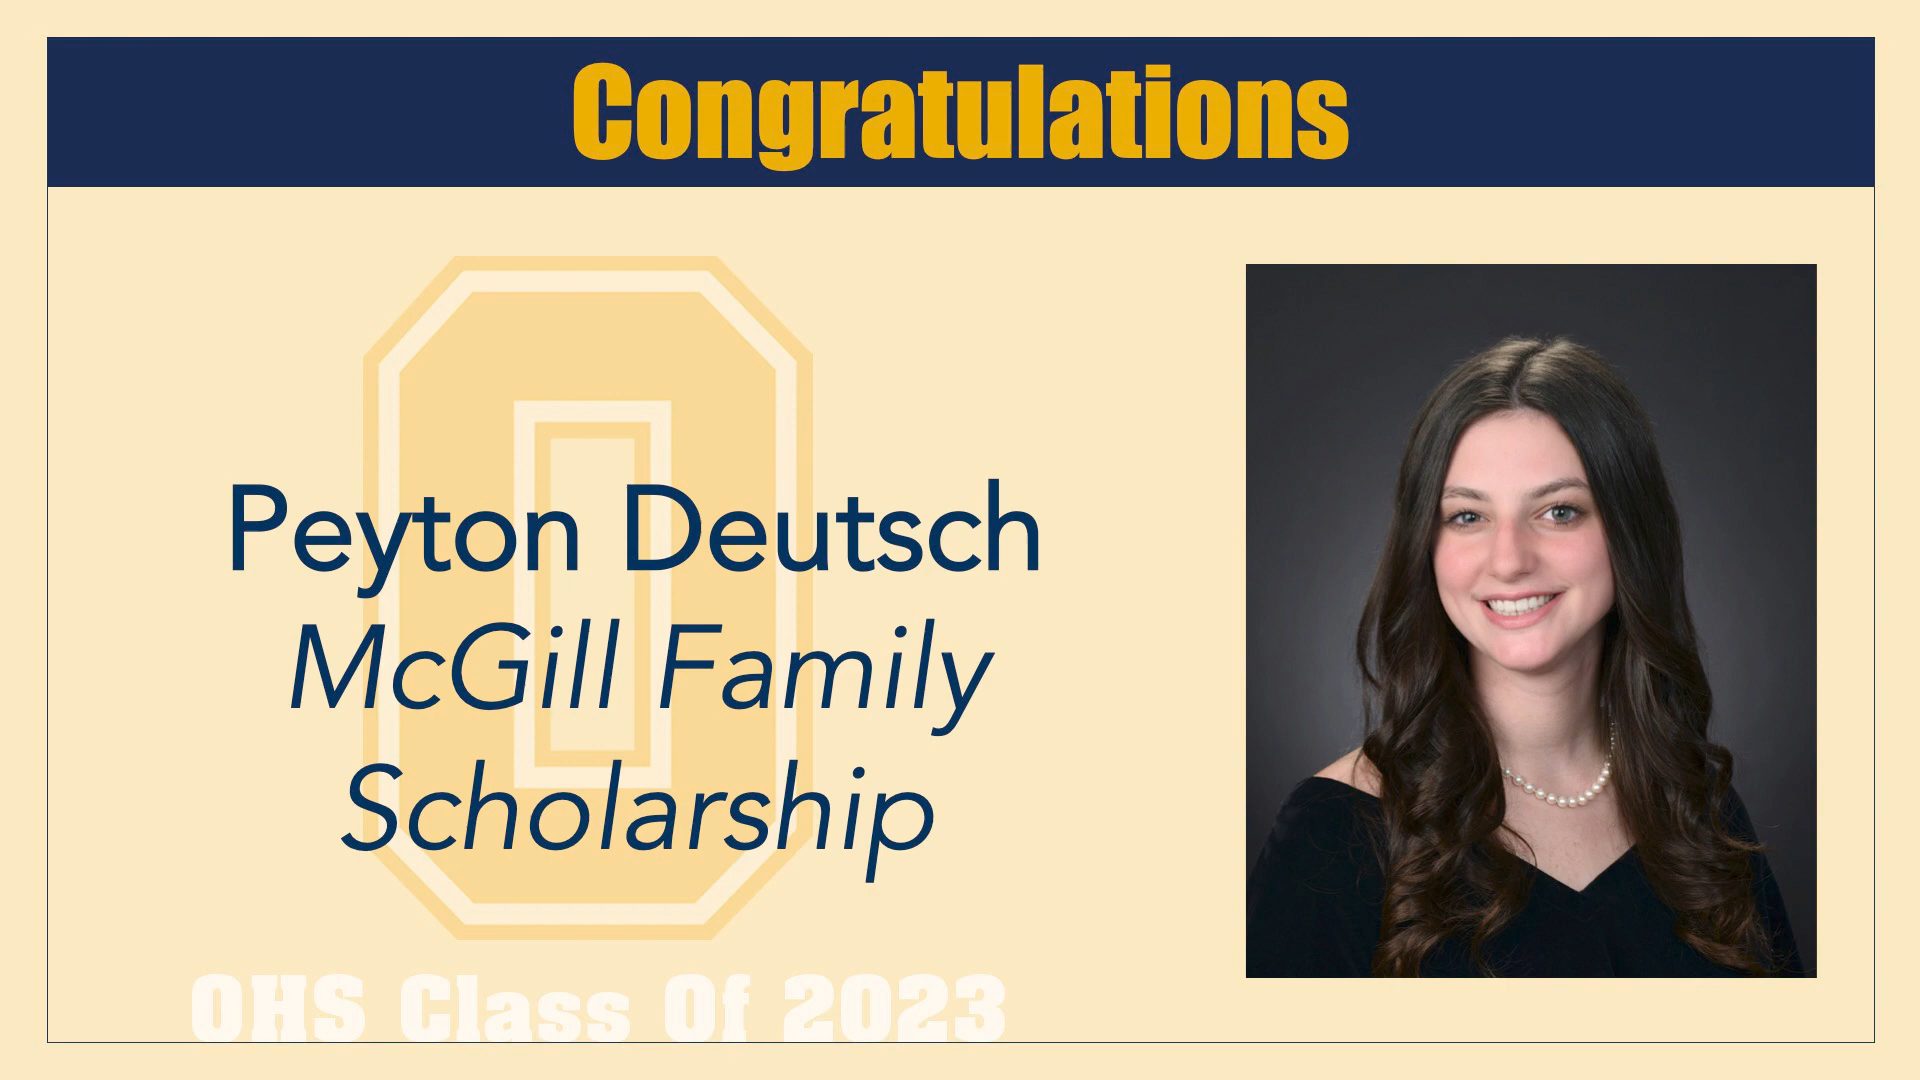 Congratulations
Peyton Deutsch
McGill Family
Scholarship
OHS Class Of 2023